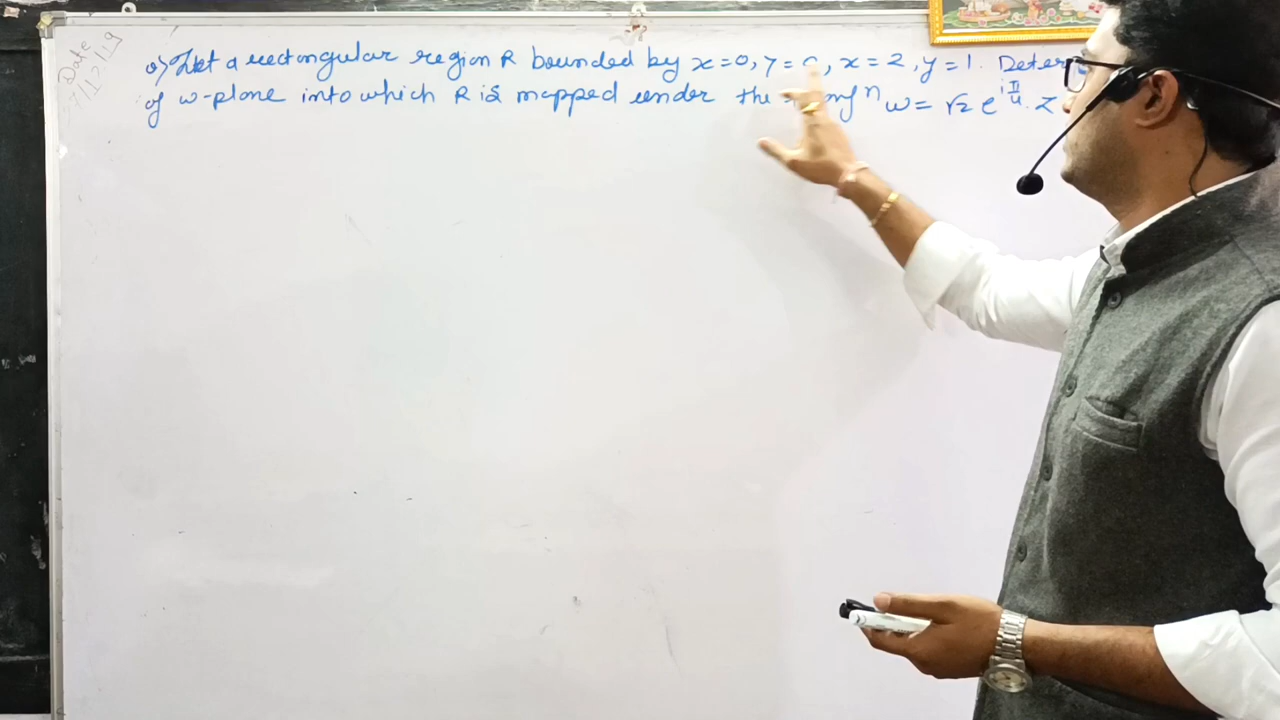 Date
7/12/19
Q) Let a rectangular region R bounded by x=0, y=0, x=2, y=1. Deter
of w-plane into which R is mapped under the w= √2 e^{iπ/4}. Z